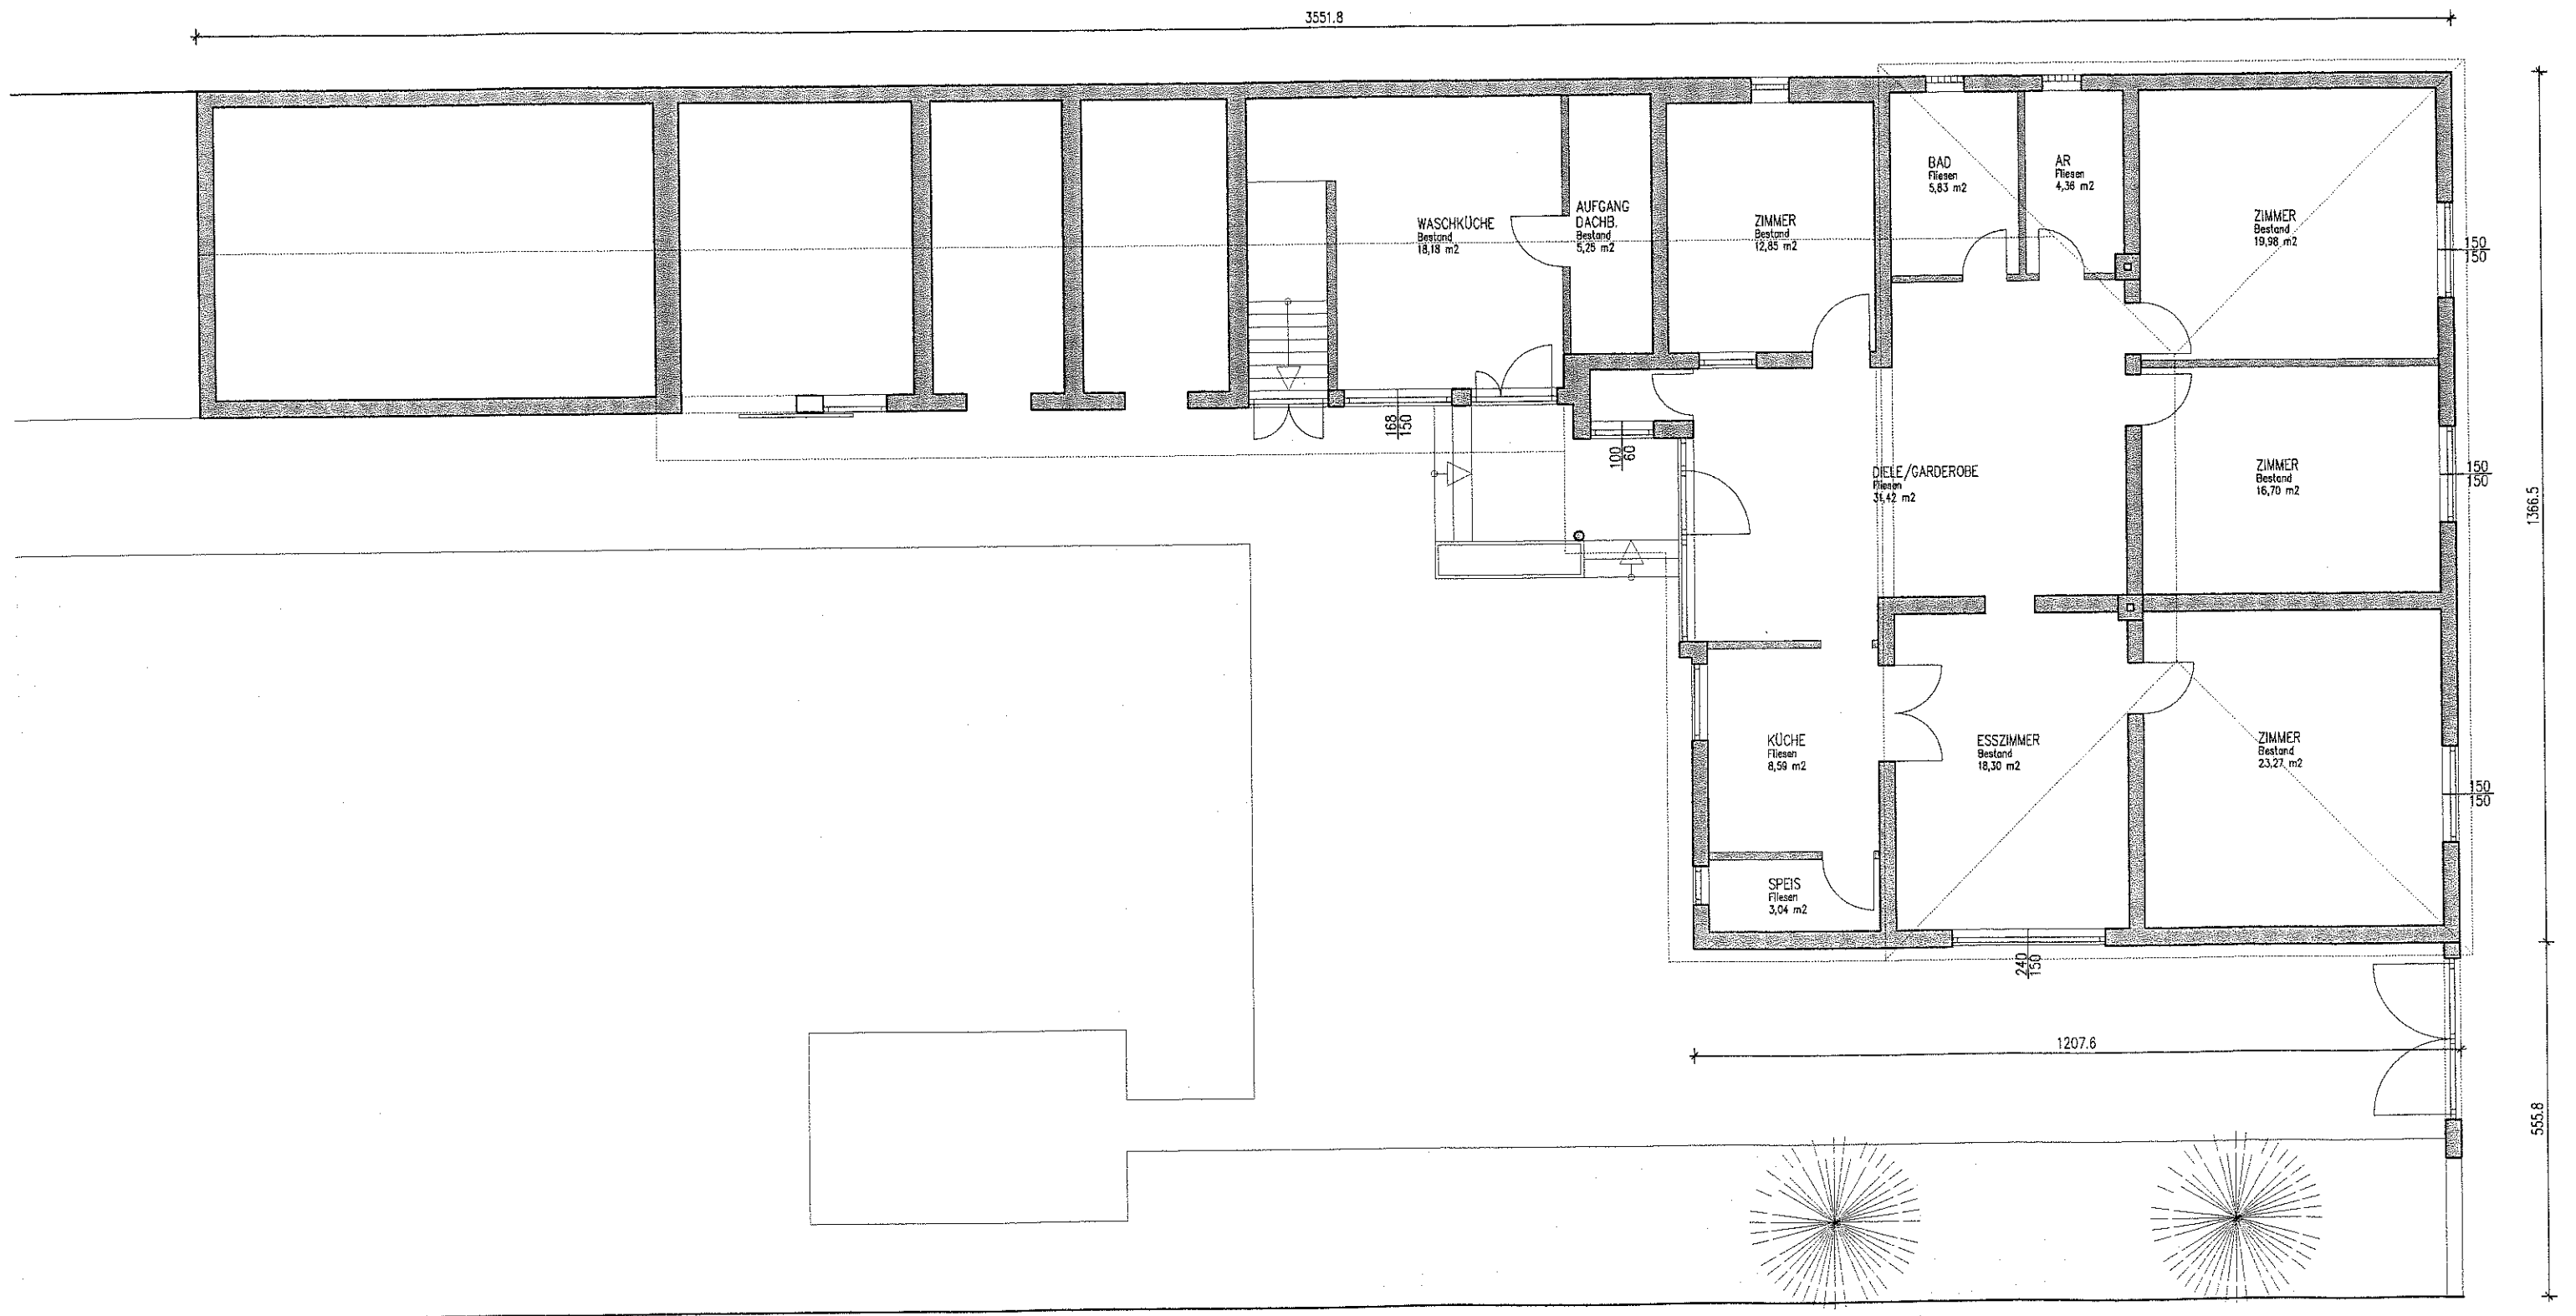 3551.8
BAD
Fliesen
5,83 m2
AR
Fliesen
4,36 m2
WASCHKÜCHE
Bestand
18,18 m2
AUFGANG
DACHB.
Bestand
5,25 m2
ZIMMER
Bestand
12,85 m2
ZIMMER
Bestand
19,98 m2
150
150
168
150
100
60
DIELE/GARDEROBE
Fliesen
31,42 m2
ZIMMER
Bestand
16,70 m2
150
150
1366.5
KÜCHE
Fliesen
8,59 m2
ESSZIMMER
Bestand
18,30 m2
ZIMMER
Bestand
23,27 m2
150
150
SPEIS
Fliesen
3,04 m2
240
150
1207.6
555.8